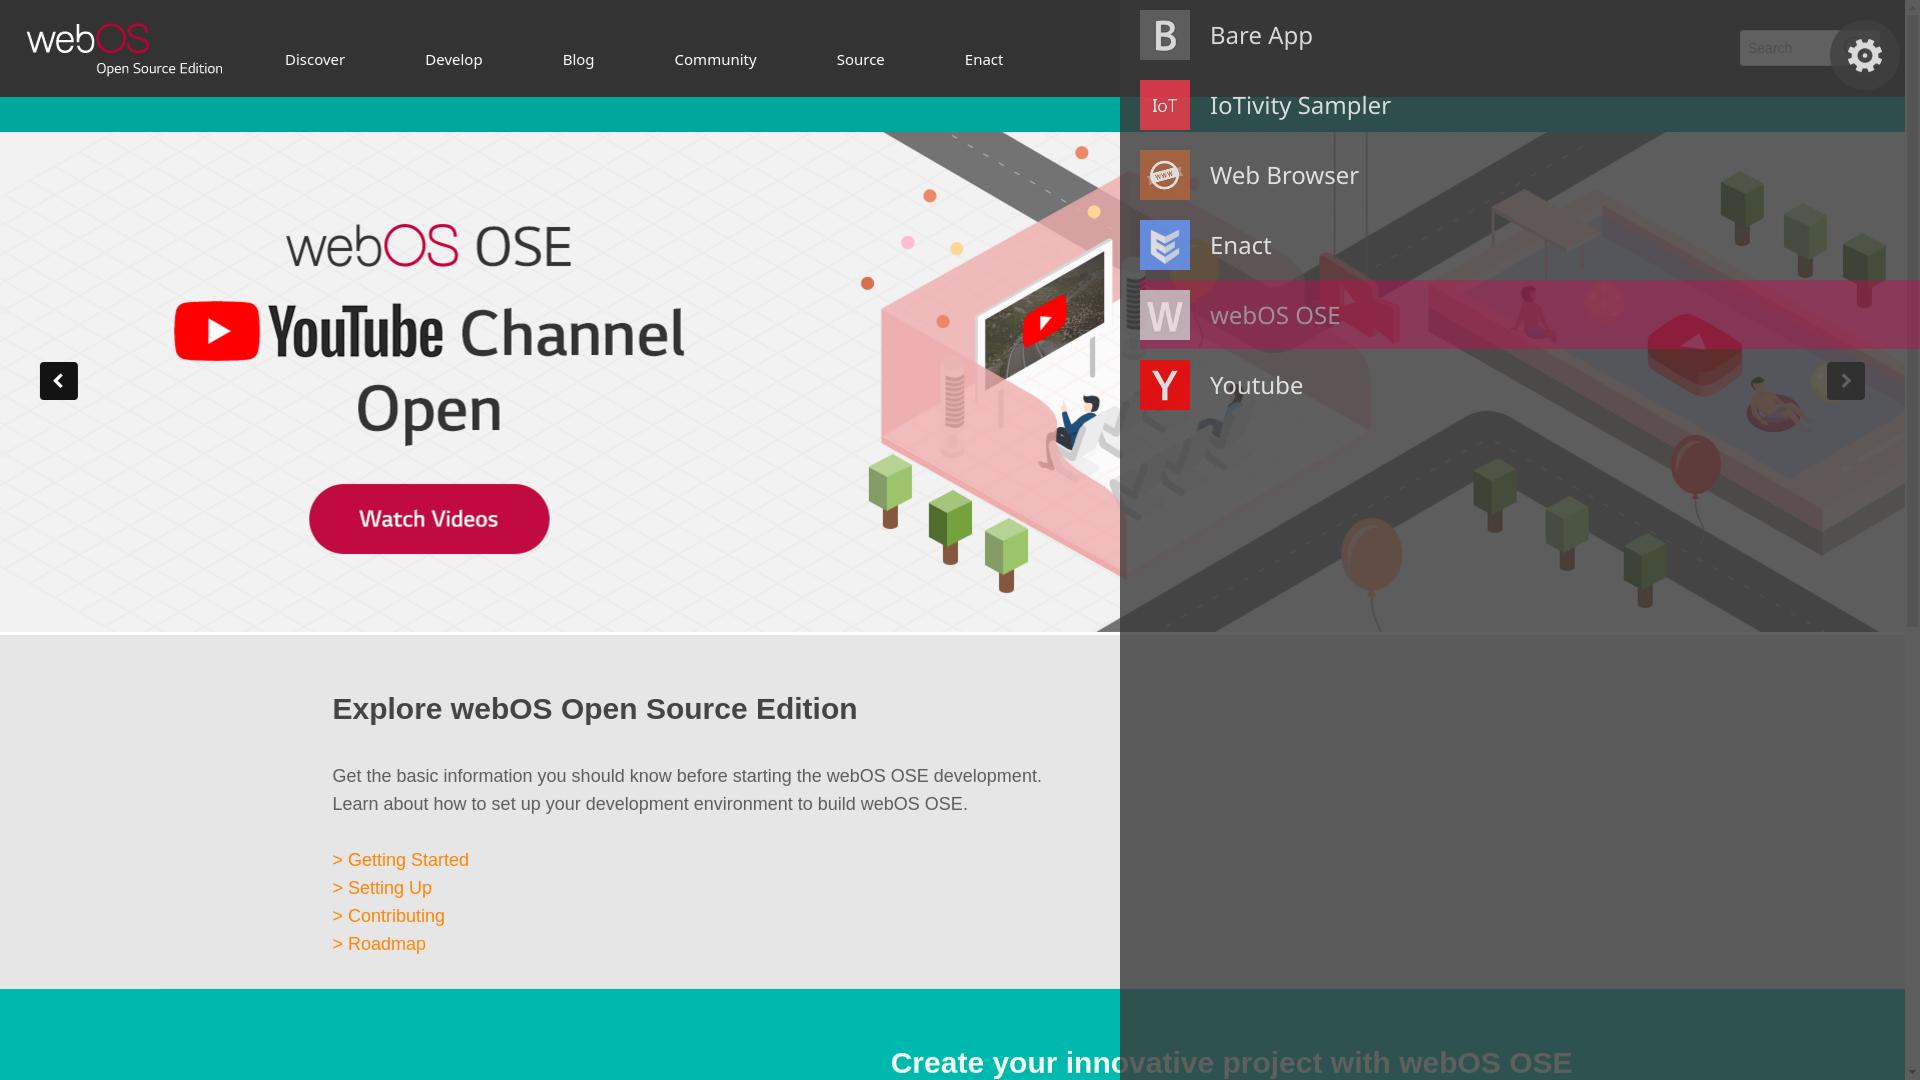 webOS
Open Source Edition
Discover
Develop
Blog
Community
Source
Enact
Search
B Bare App
IoT IoTivity Sampler
WWW Web Browser
Enact
W webOS OSE
Y Youtube
webOS OSE
YouTube Channel
Open
Watch Videos
Explore webOS Open Source Edition
Get the basic information you should know before starting the webOS OSE development.
Learn about how to set up your development environment to build webOS OSE.
> Getting Started
> Setting Up
> Contributing
> Roadmap
Create your innovative project with webOS OSE